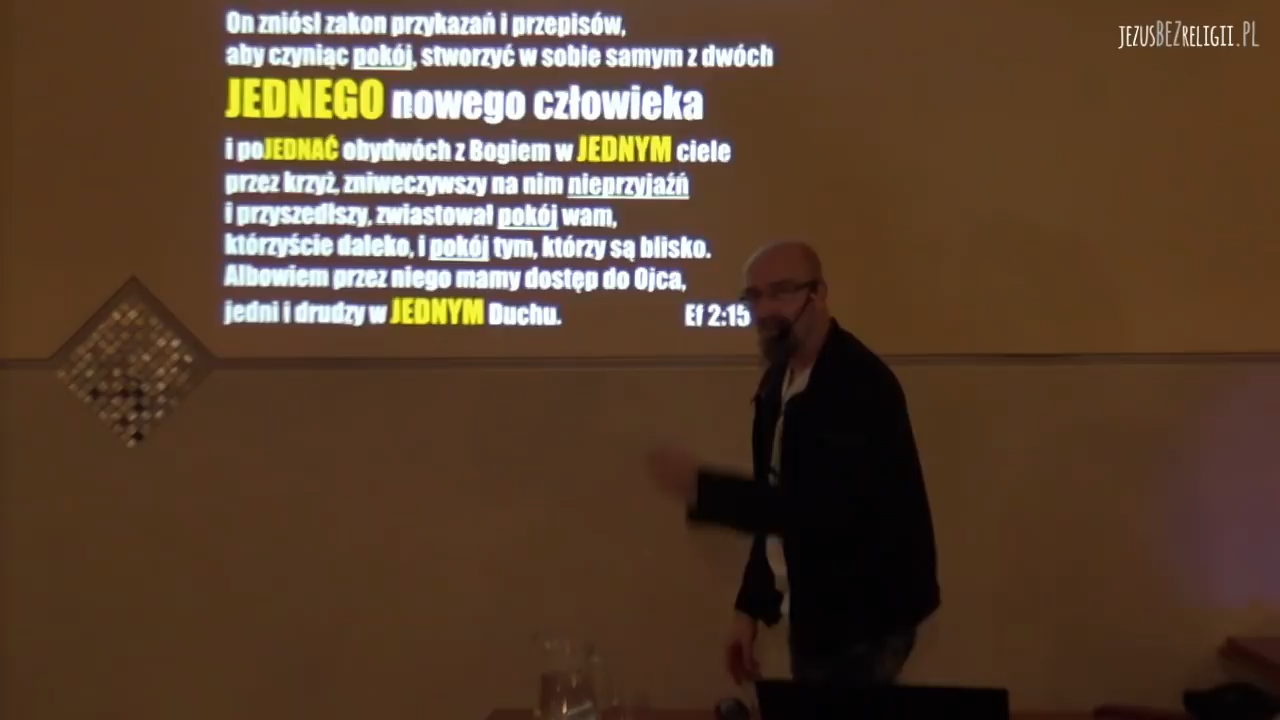 On zniósł zakon przykazań i przepisów,
aby czyniąc pokój, stworzyć w sobie samym z dwóch
JEDNEGO nowego człowieka
i poJEDNAĆ obydwóch z Bogiem w JEDNYM ciele
przez krzyż, zniweczywszy na nim nieprzyjaźń
i przyszedłszy, zwiastował pokój wam,
którzyście daleko, i pokój tym, którzy są blisko.
Albowiem przez niego mamy dostęp do Ojca,
jedni i drudzy w JEDNYM Duchu. Ef 2:15
jezusBEZreligii.PL